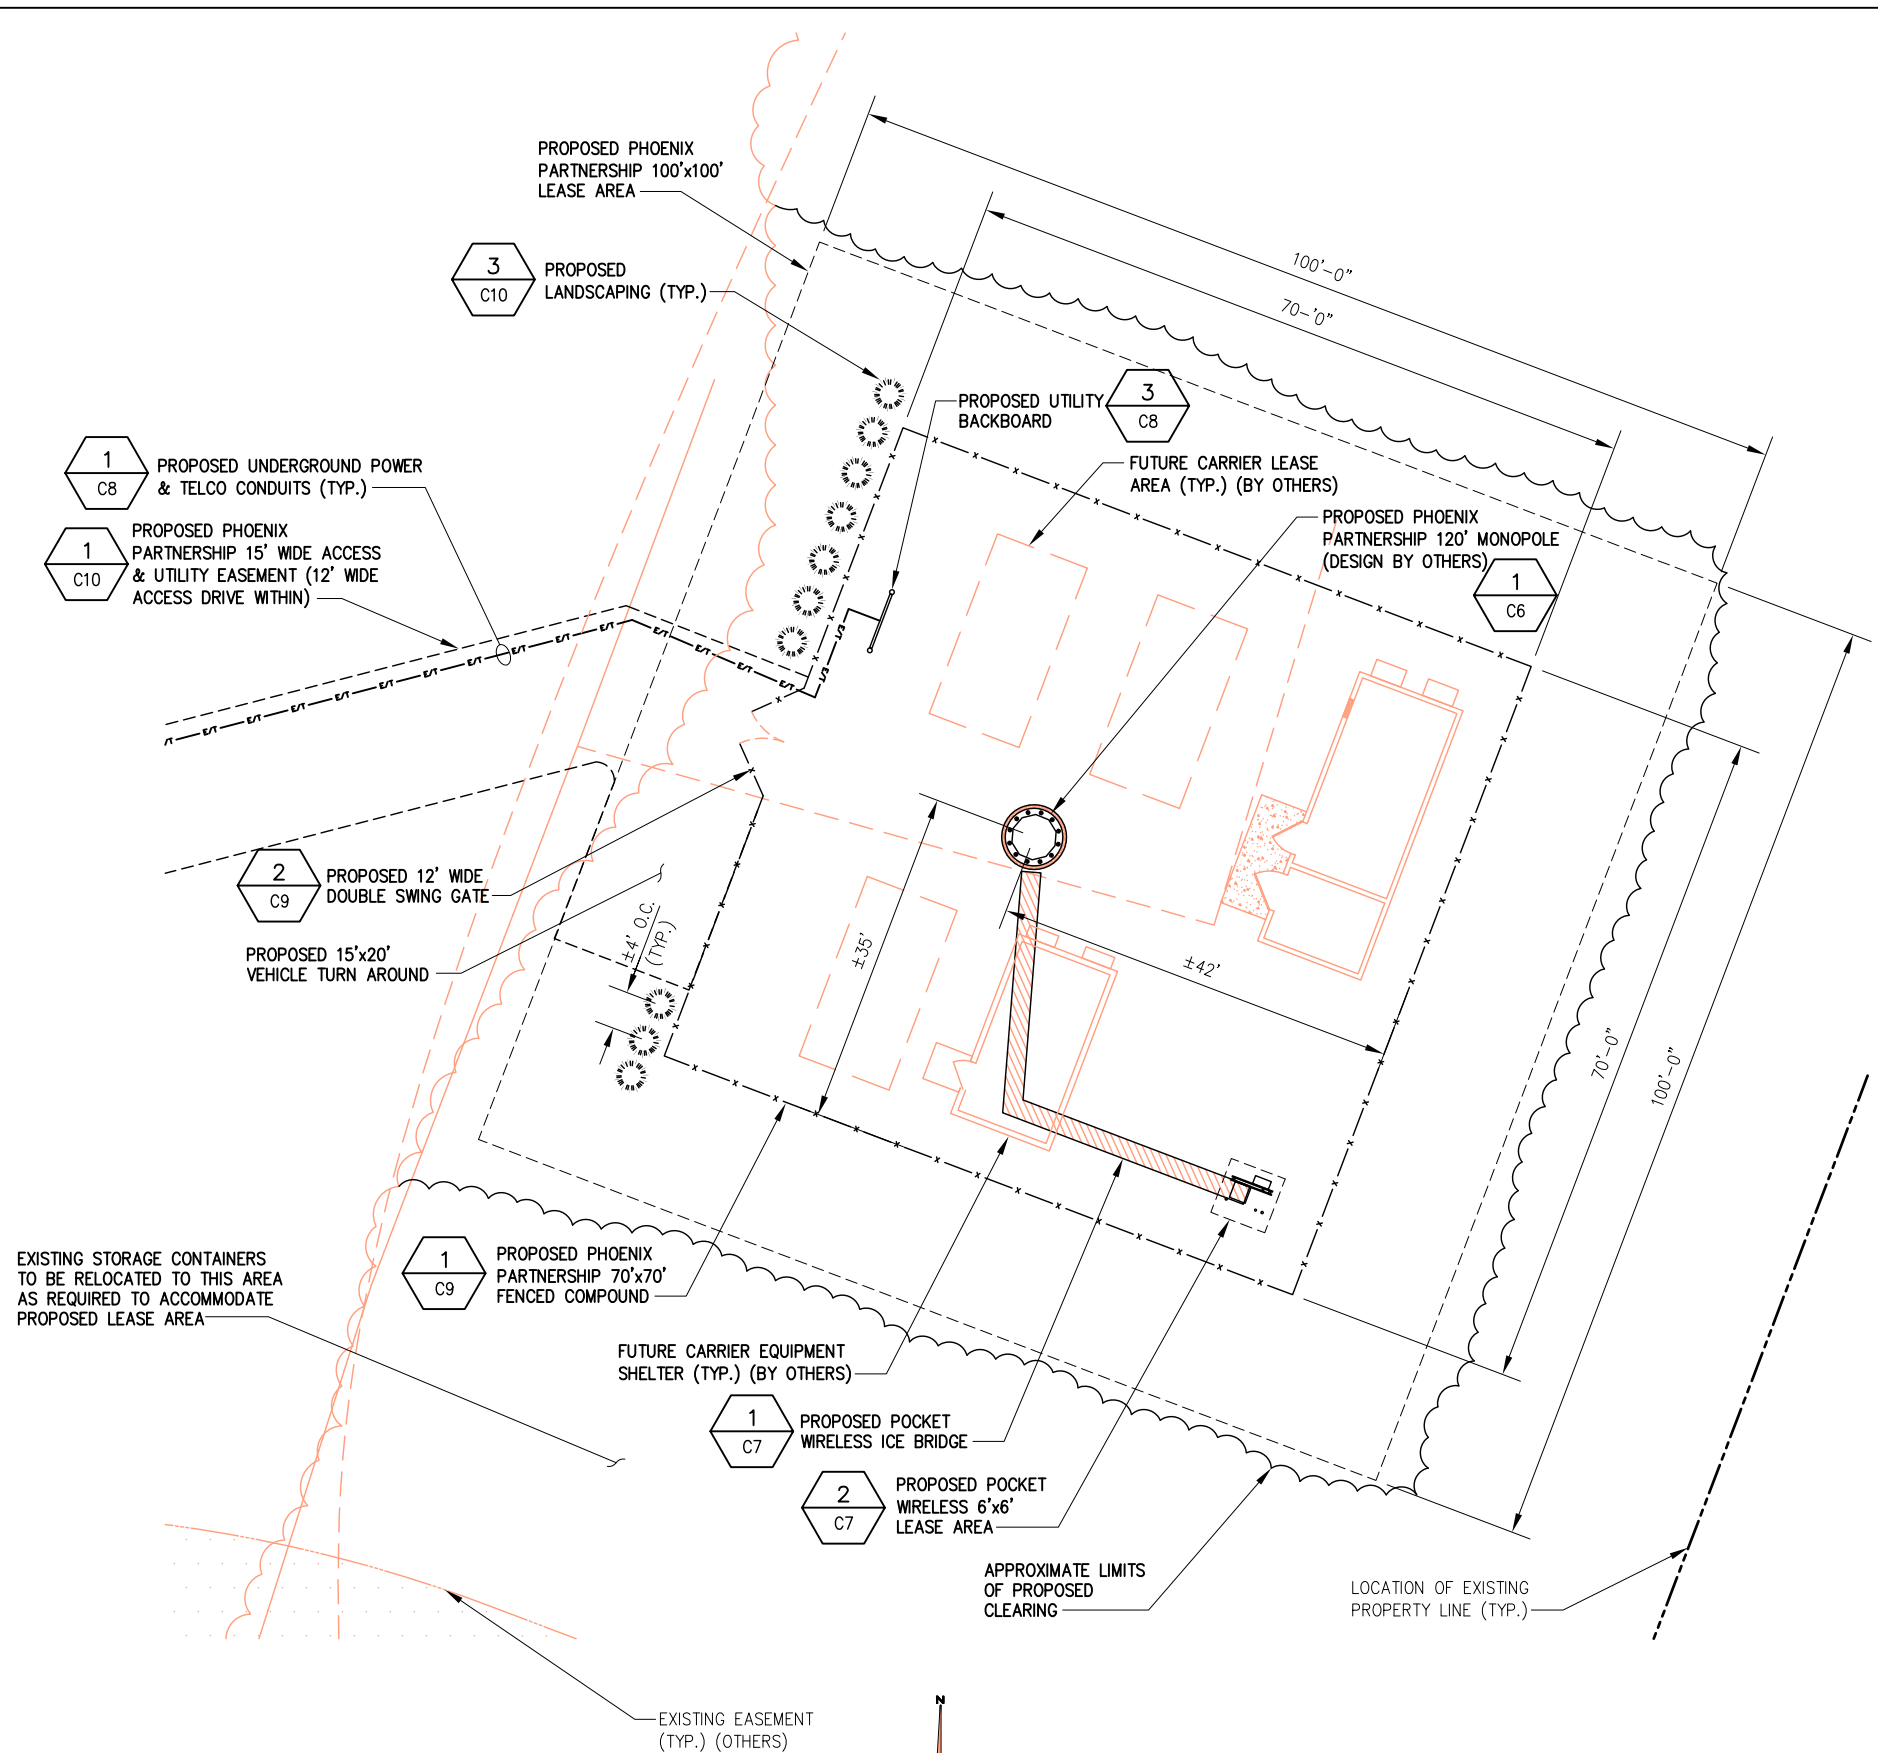 PROPOSED PHOENIX
PARTNERSHIP 100'x100'
LEASE AREA
3
C10
PROPOSED
LANDSCAPING (TYP.)
100'-0"
70-'0"
PROPOSED UTILITY
BACKBOARD
3
C8
FUTURE CARRIER LEASE
AREA (TYP.) (BY OTHERS)
PROPOSED PHOENIX
PARTNERSHIP 120' MONOPOLE
(DESIGN BY OTHERS)
1
C6
1
C8
PROPOSED UNDERGROUND POWER
& TELCO CONDUITS (TYP.)
1
C10
PROPOSED PHOENIX
PARTNERSHIP 15' WIDE ACCESS
& UTILITY EASEMENT (12' WIDE
ACCESS DRIVE WITHIN)
E/T E/T E/T E/T E/T E/T E/T E/T E/T E/T
E/T E/T E/T E/T
E/T
E/T
2
C9
PROPOSED 12' WIDE
DOUBLE SWING GATE
PROPOSED 15'x20'
VEHICLE TURN AROUND
±4' O.C.
(TYP.)
±35'
±42'
70'-0"
100'-0"
EXISTING STORAGE CONTAINERS
TO BE RELOCATED TO THIS AREA
AS REQUIRED TO ACCOMMODATE
PROPOSED LEASE AREA
1
C9
PROPOSED PHOENIX
PARTNERSHIP 70'x70'
FENCED COMPOUND
FUTURE CARRIER EQUIPMENT
SHELTER (TYP.) (BY OTHERS)
1
C7
PROPOSED POCKET
WIRELESS ICE BRIDGE
2
C7
PROPOSED POCKET
WIRELESS 6'x6'
LEASE AREA
APPROXIMATE LIMITS
OF PROPOSED
CLEARING
LOCATION OF EXISTING
PROPERTY LINE (TYP.)
EXISTING EASEMENT
(TYP.) (OTHERS)
N